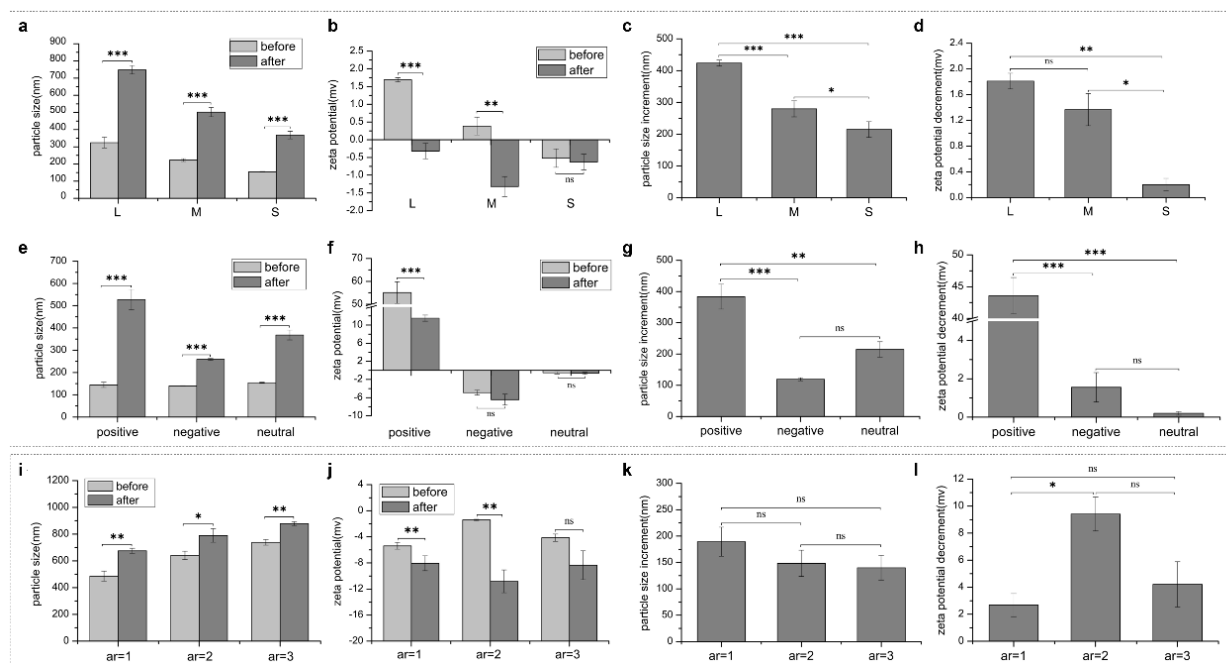 a
particle size(nm)
900
800
700
600
500
400
300
200
100
0
before
after
***
***
***
L M S
b
zeta potential(mv)
2.5
2.0
1.5
1.0
0.5
0.0
-0.5
-1.0
-1.5
-2.0
before
after
***
**
ns
L M S
c
particle size increment(nm)
500
400
300
200
100
0
***
***
*
L M S
d
zeta potential decrement(mv)
2.4
2.0
1.6
1.2
0.8
0.4
0.0
**
ns
*
L M S
e
particle size(nm)
700
600
500
400
300
200
100
0
before
after
***
***
***
positive negative neutral
f
zeta potential(mv)
60
50
10
0
-2
-4
-6
-8
-10
before
after
***
ns
ns
positive negative neutral
g
particle size increment(nm)
500
400
300
200
100
0
**
***
ns
positive negative neutral
h
zeta potential decrement(mv)
50
45
40
4
2
0
***
***
ns
positive negative neutral
i
particle size(nm)
1000
800
600
400
200
0
before
after
**
*
**
ar=1 ar=2 ar=3
j
zeta potential(mv)
4
0
-4
-8
-12
-16
-20
before
after
**
**
ns
ar=1 ar=2 ar=3
k
particle size increment(nm)
300
250
200
150
100
50
0
ns
ns
ns
ar=1 ar=2 ar=3
l
zeta potential decrement(mv)
12
10
8
6
4
2
0
ns
*
ns
ar=1 ar=2 ar=3